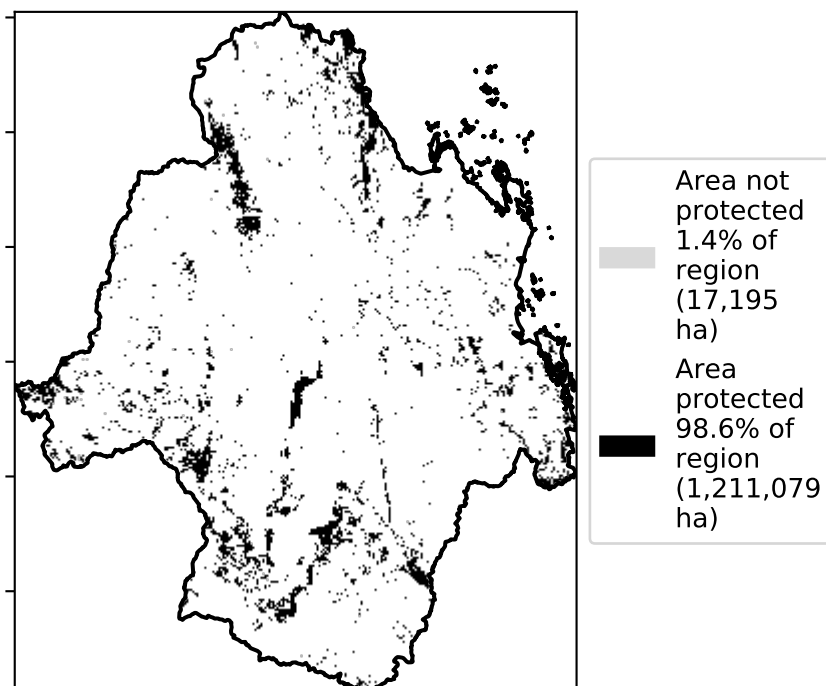 Area not
protected
1.4% of
region
(17,195
ha)
Area
protected
98.6% of
region
(1,211,079
ha)